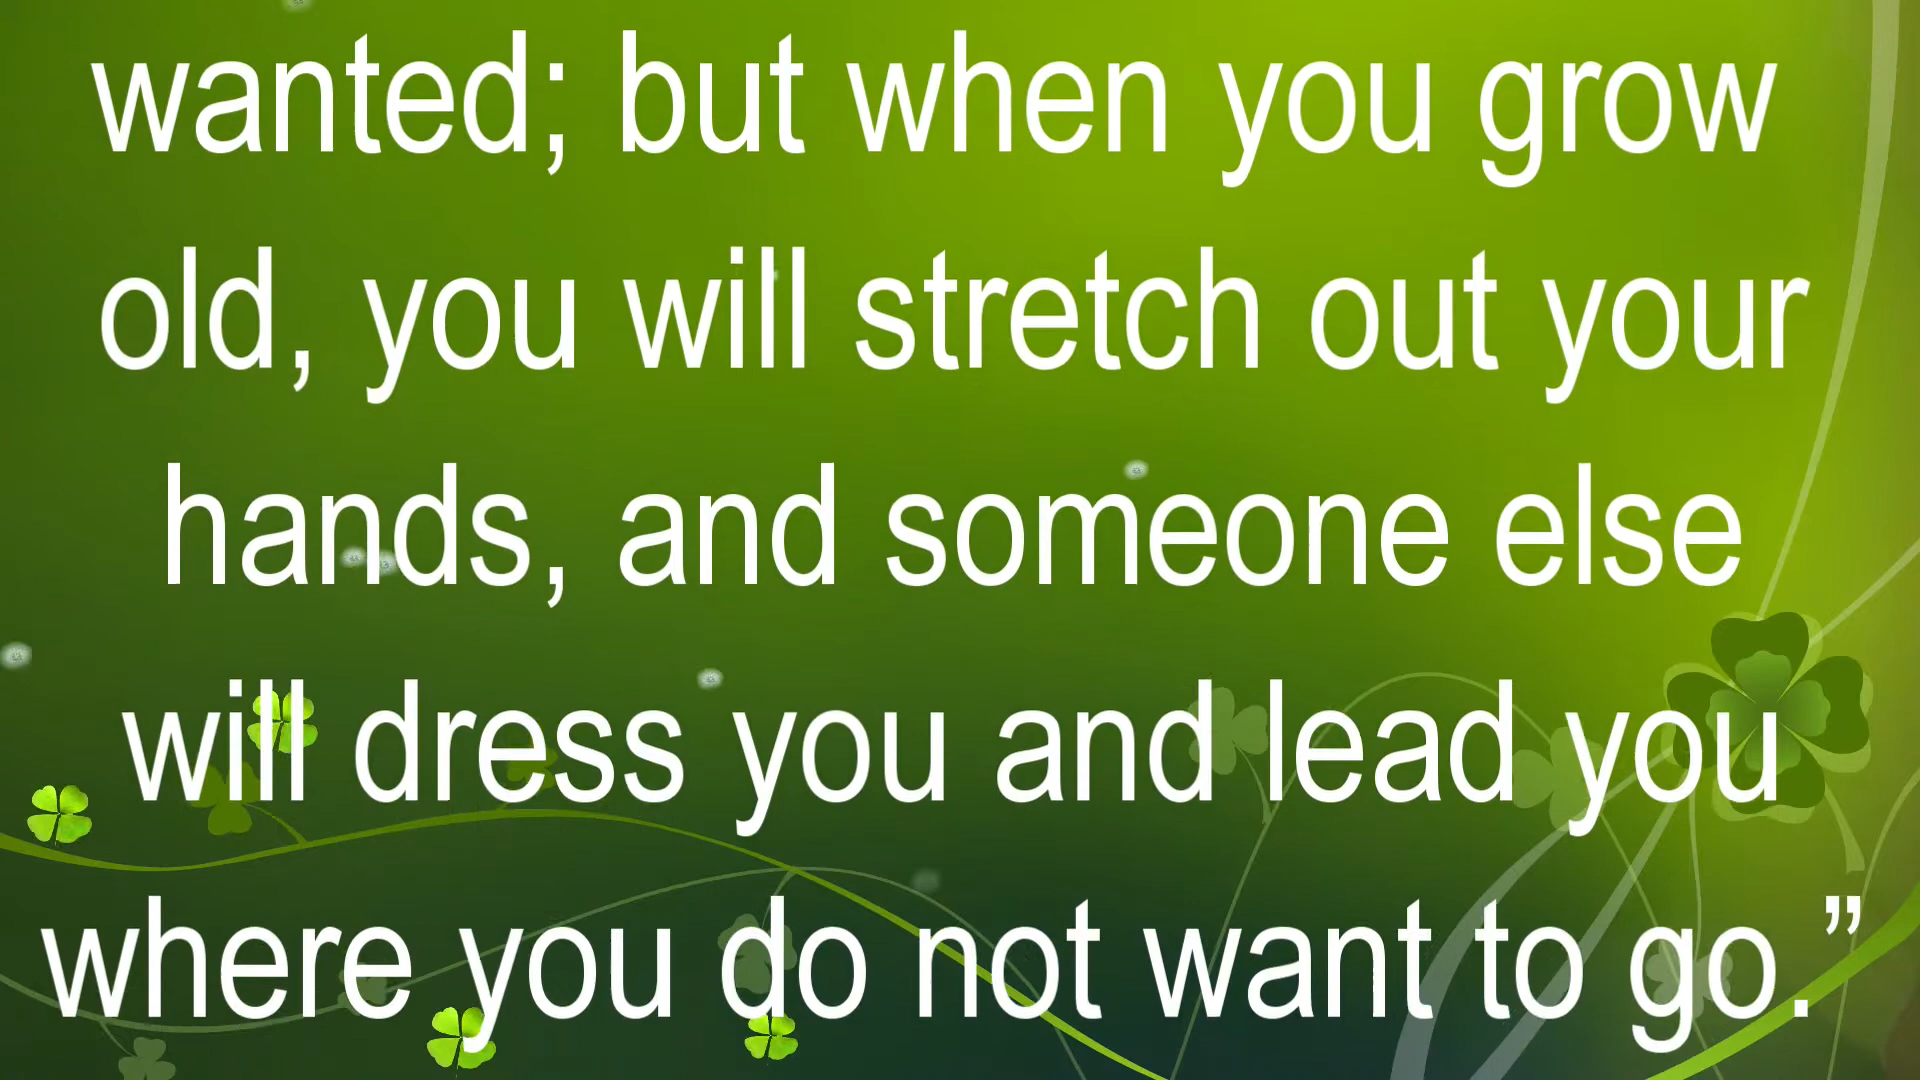 wanted; but when you grow
old, you will stretch out your
hands, and someone else
will dress you and lead you
where you do not want to go.”